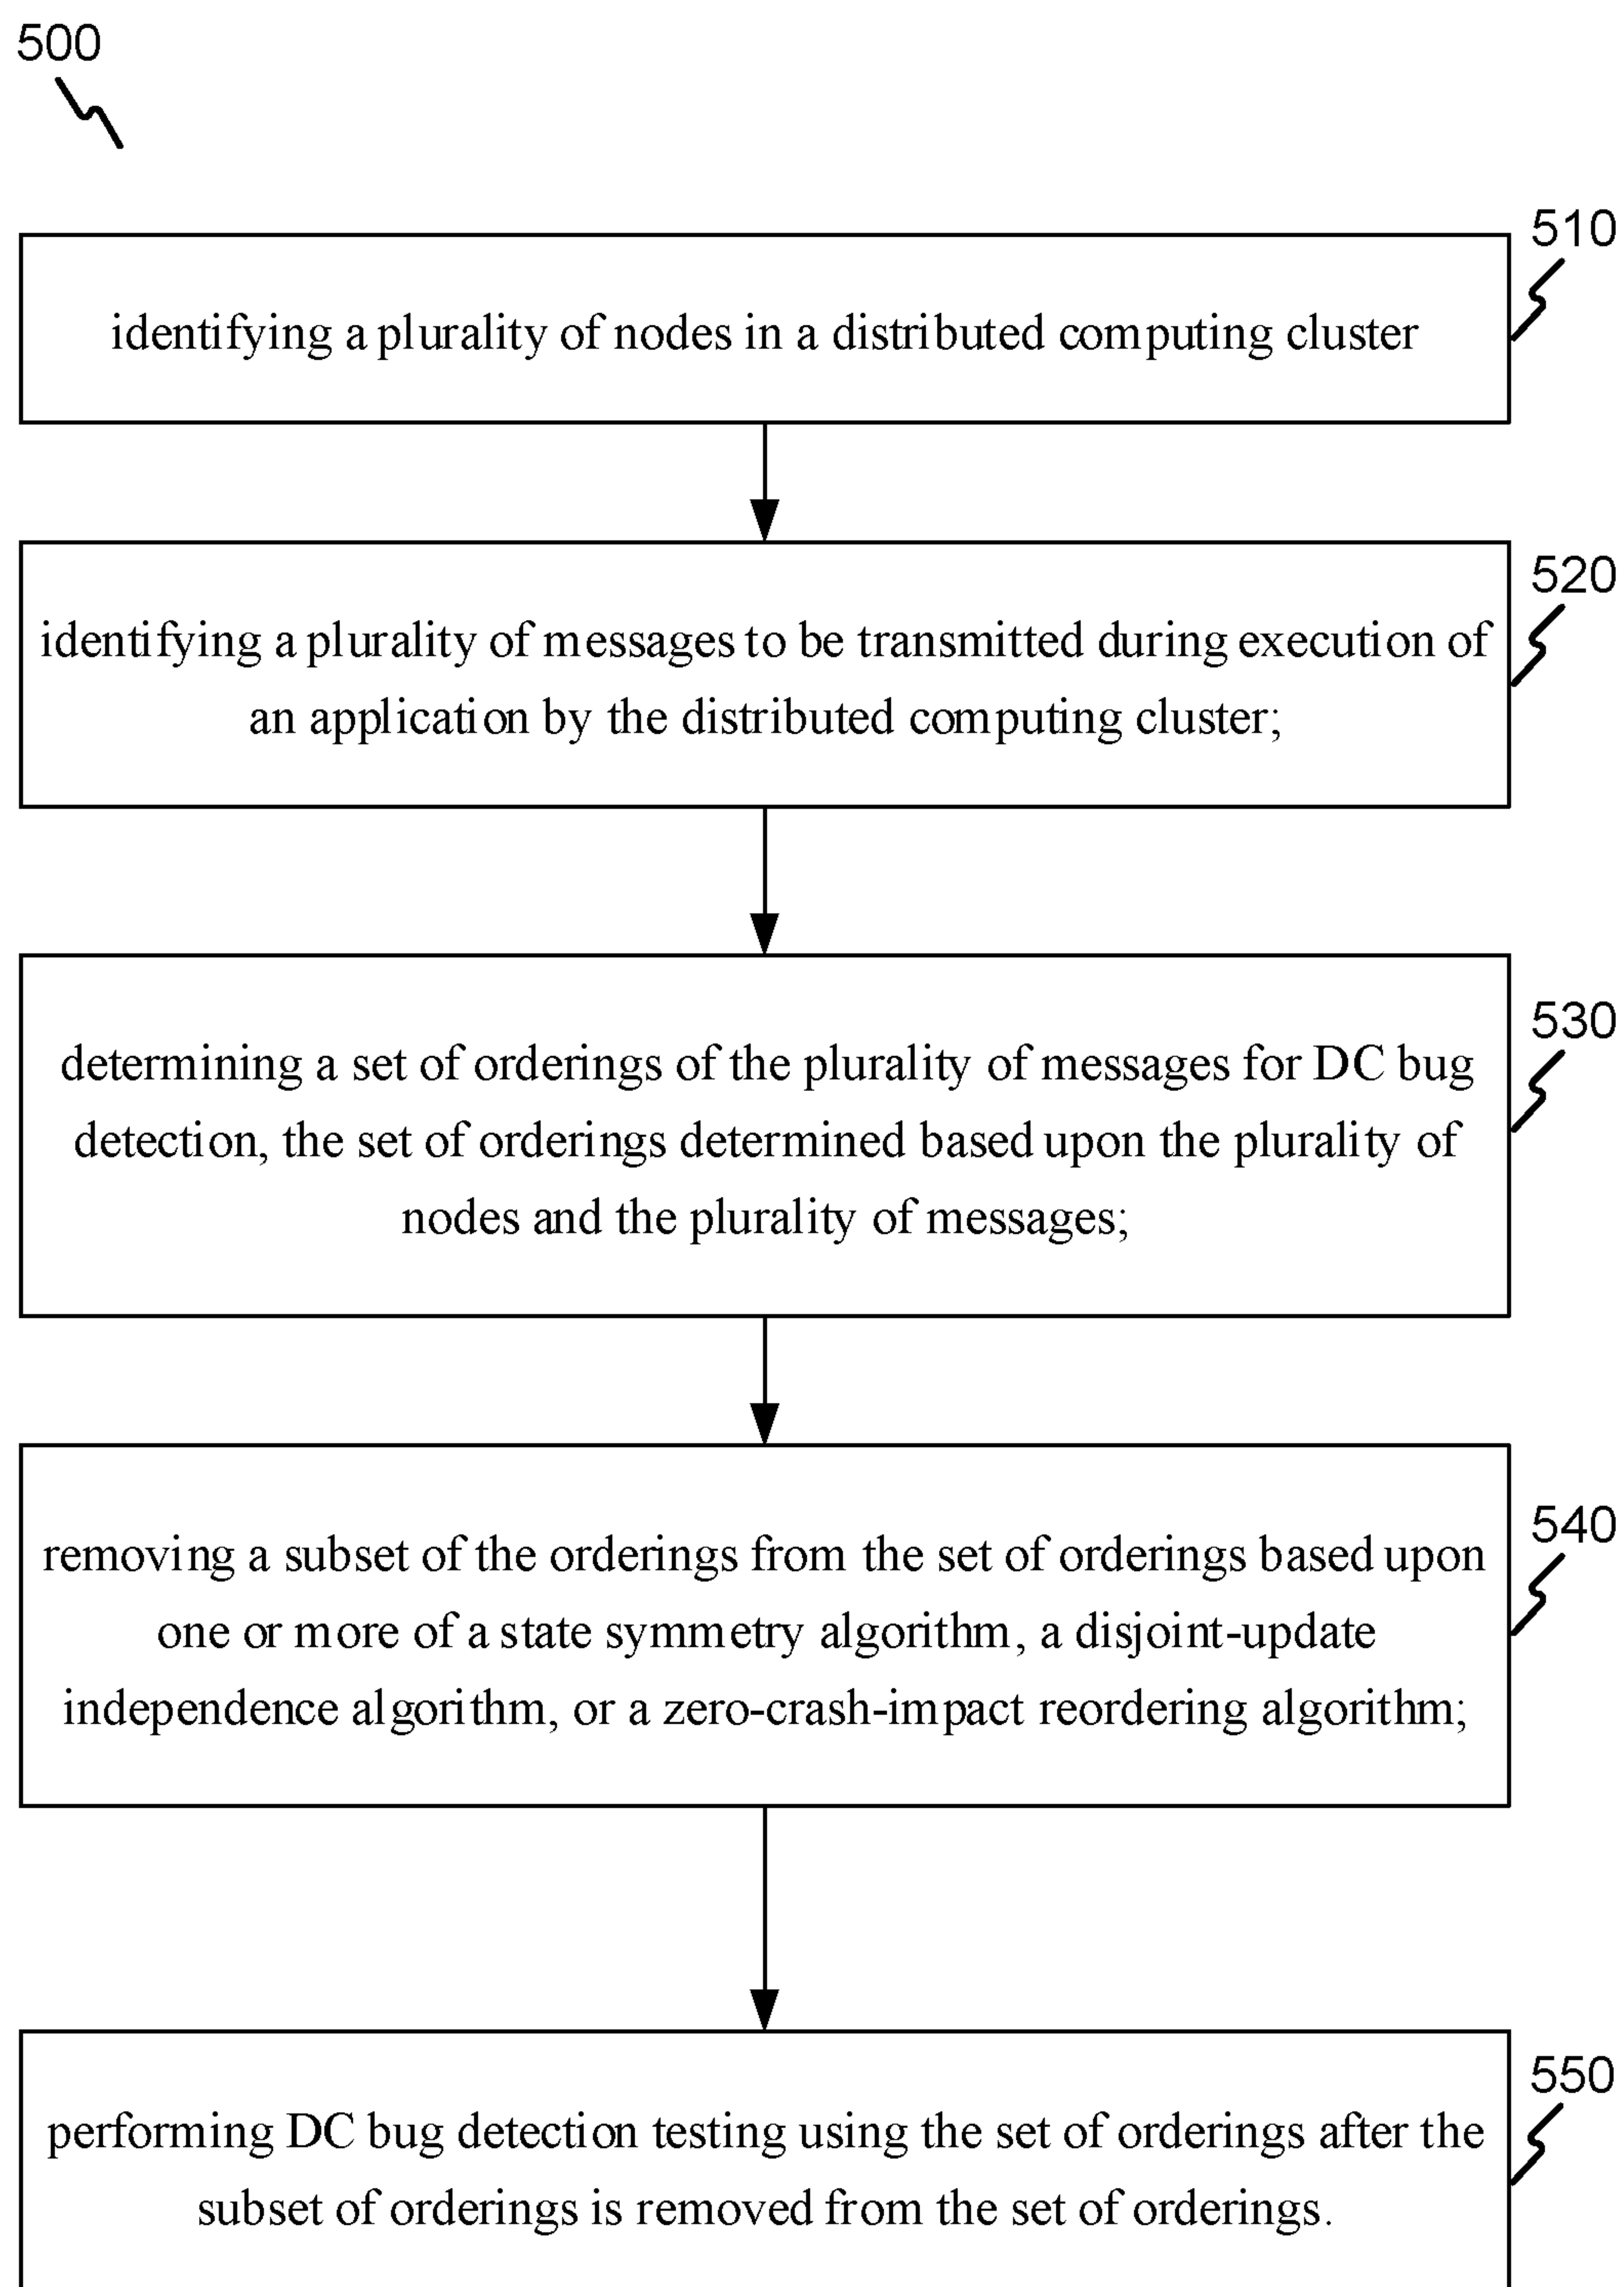 500
510
identifying a plurality of nodes in a distributed computing cluster
520
identifying a plurality of messages to be transmitted during execution of
an application by the distributed computing cluster;
530
determining a set of orderings of the plurality of messages for DC bug
detection, the set of orderings determined based upon the plurality of
nodes and the plurality of messages;
540
removing a subset of the orderings from the set of orderings based upon
one or more of a state symmetry algorithm, a disjoint-update
independence algorithm, or a zero-crash-impact reordering algorithm;
550
performing DC bug detection testing using the set of orderings after the
subset of orderings is removed from the set of orderings.